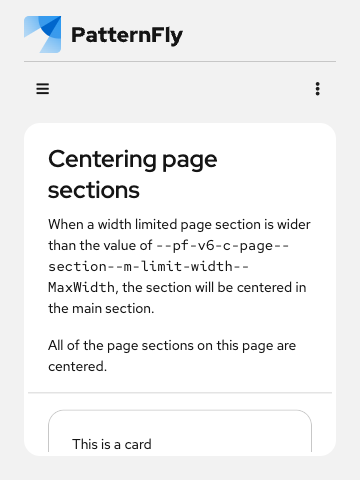 PatternFly
Centering page
sections
When a width limited page section is wider
than the value of --pf-v6-c-page--
section--m-limit-width--
MaxWidth, the section will be centered in
the main section.
All of the page sections on this page are
centered.
This is a card